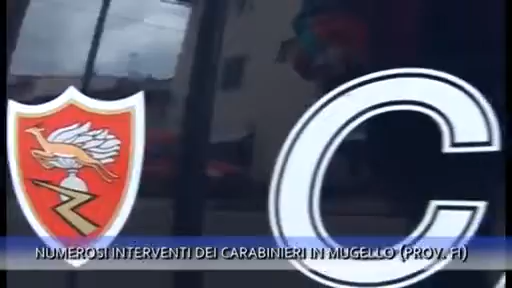 C
NUMEROSI INTERVENTI DEI CARABINIERI IN MUGELLO (PROV. FI)